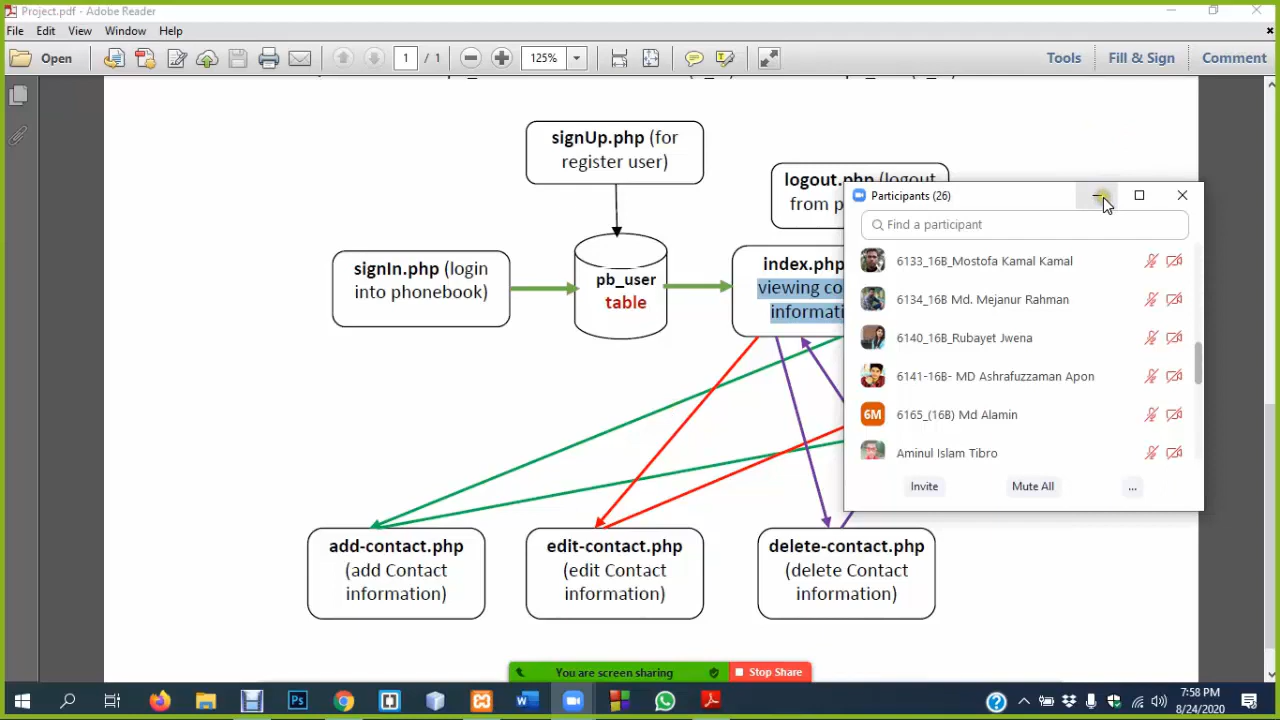 Project.pdf - Adobe Reader
File Edit View Window Help
Open 1 / 1 125% Tools Fill & Sign Comment
signUp.php (for
register user)
logout.php (logout
from p
signIn.php (login
into phonebook)
pb_user
table
index.php
viewing co
informati
Participants (26)
Find a participant
6133_16B_Mostofa Kamal Kamal
6134_16B Md. Mejanur Rahman
6140_16B_Rubayet Jwena
6141-16B- MD Ashrafuzzaman Apon
6M 6165_(16B) Md Alamin
Aminul Islam Tibro
Invite Mute All ...
add-contact.php
(add Contact
information)
edit-contact.php
(edit Contact
information)
delete-contact.php
(delete Contact
information)
You are screen sharing Stop Share
7:58 PM
8/24/2020